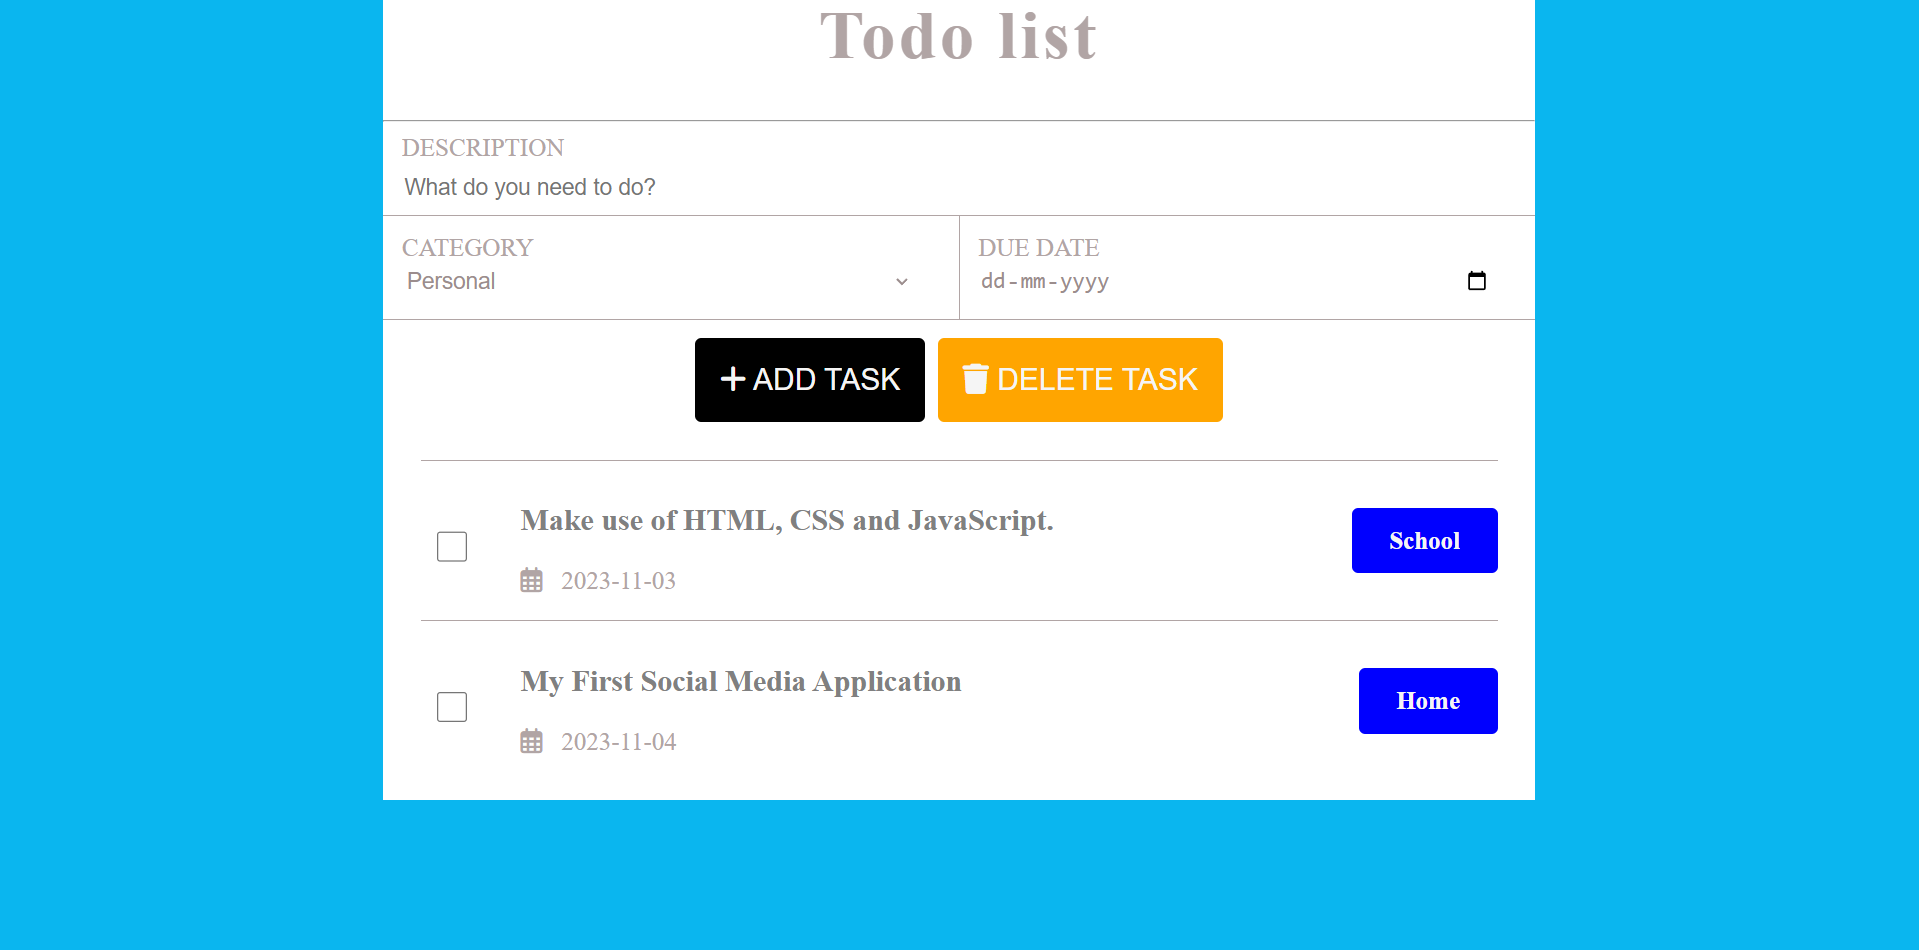 Todo list
DESCRIPTION
What do you need to do?
CATEGORY
Personal
DUE DATE
dd-mm-yyyy
ADD TASK
DELETE TASK
Make use of HTML, CSS and JavaScript.
School
2023-11-03
My First Social Media Application
Home
2023-11-04